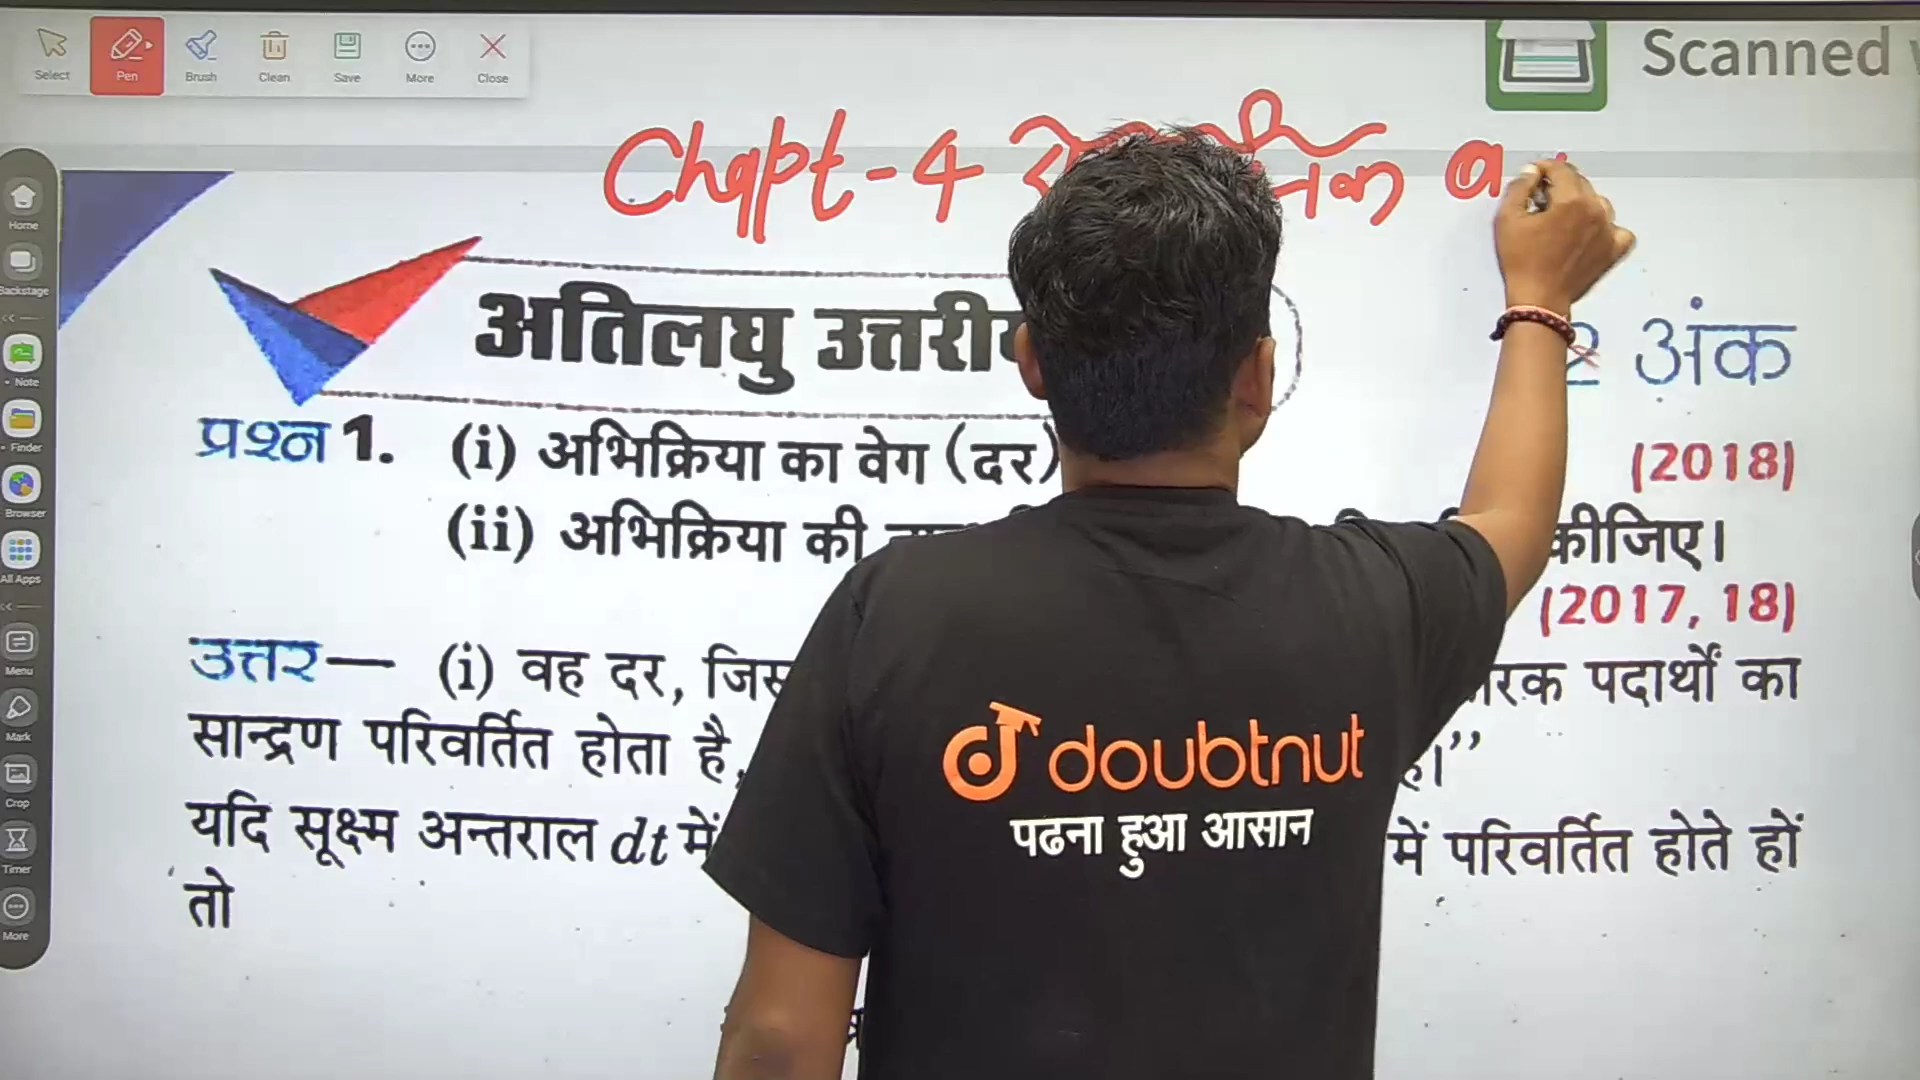 Select Pen Brush Clean Save More Close
Scanned
Chapt-4
अतिलघु उत्तरीय
2 अंक
प्रश्न 1. (i) अभिक्रिया का वेग (दर)
(2018)
(ii) अभिक्रिया की
कीजिए।
(2017, 18)
उत्तर— (i) वह दर,
पदार्थों का
सान्द्रण परिवर्तित होता है,
है।’’
यदि सूक्ष्म अन्तराल dt में
में परिवर्तित होते हों
तो
doubtnut
पढना हुआ आसान
Home
Backstage
Note
Finder
Browser
All Apps
Menu
Mark
Crop
Timer
More